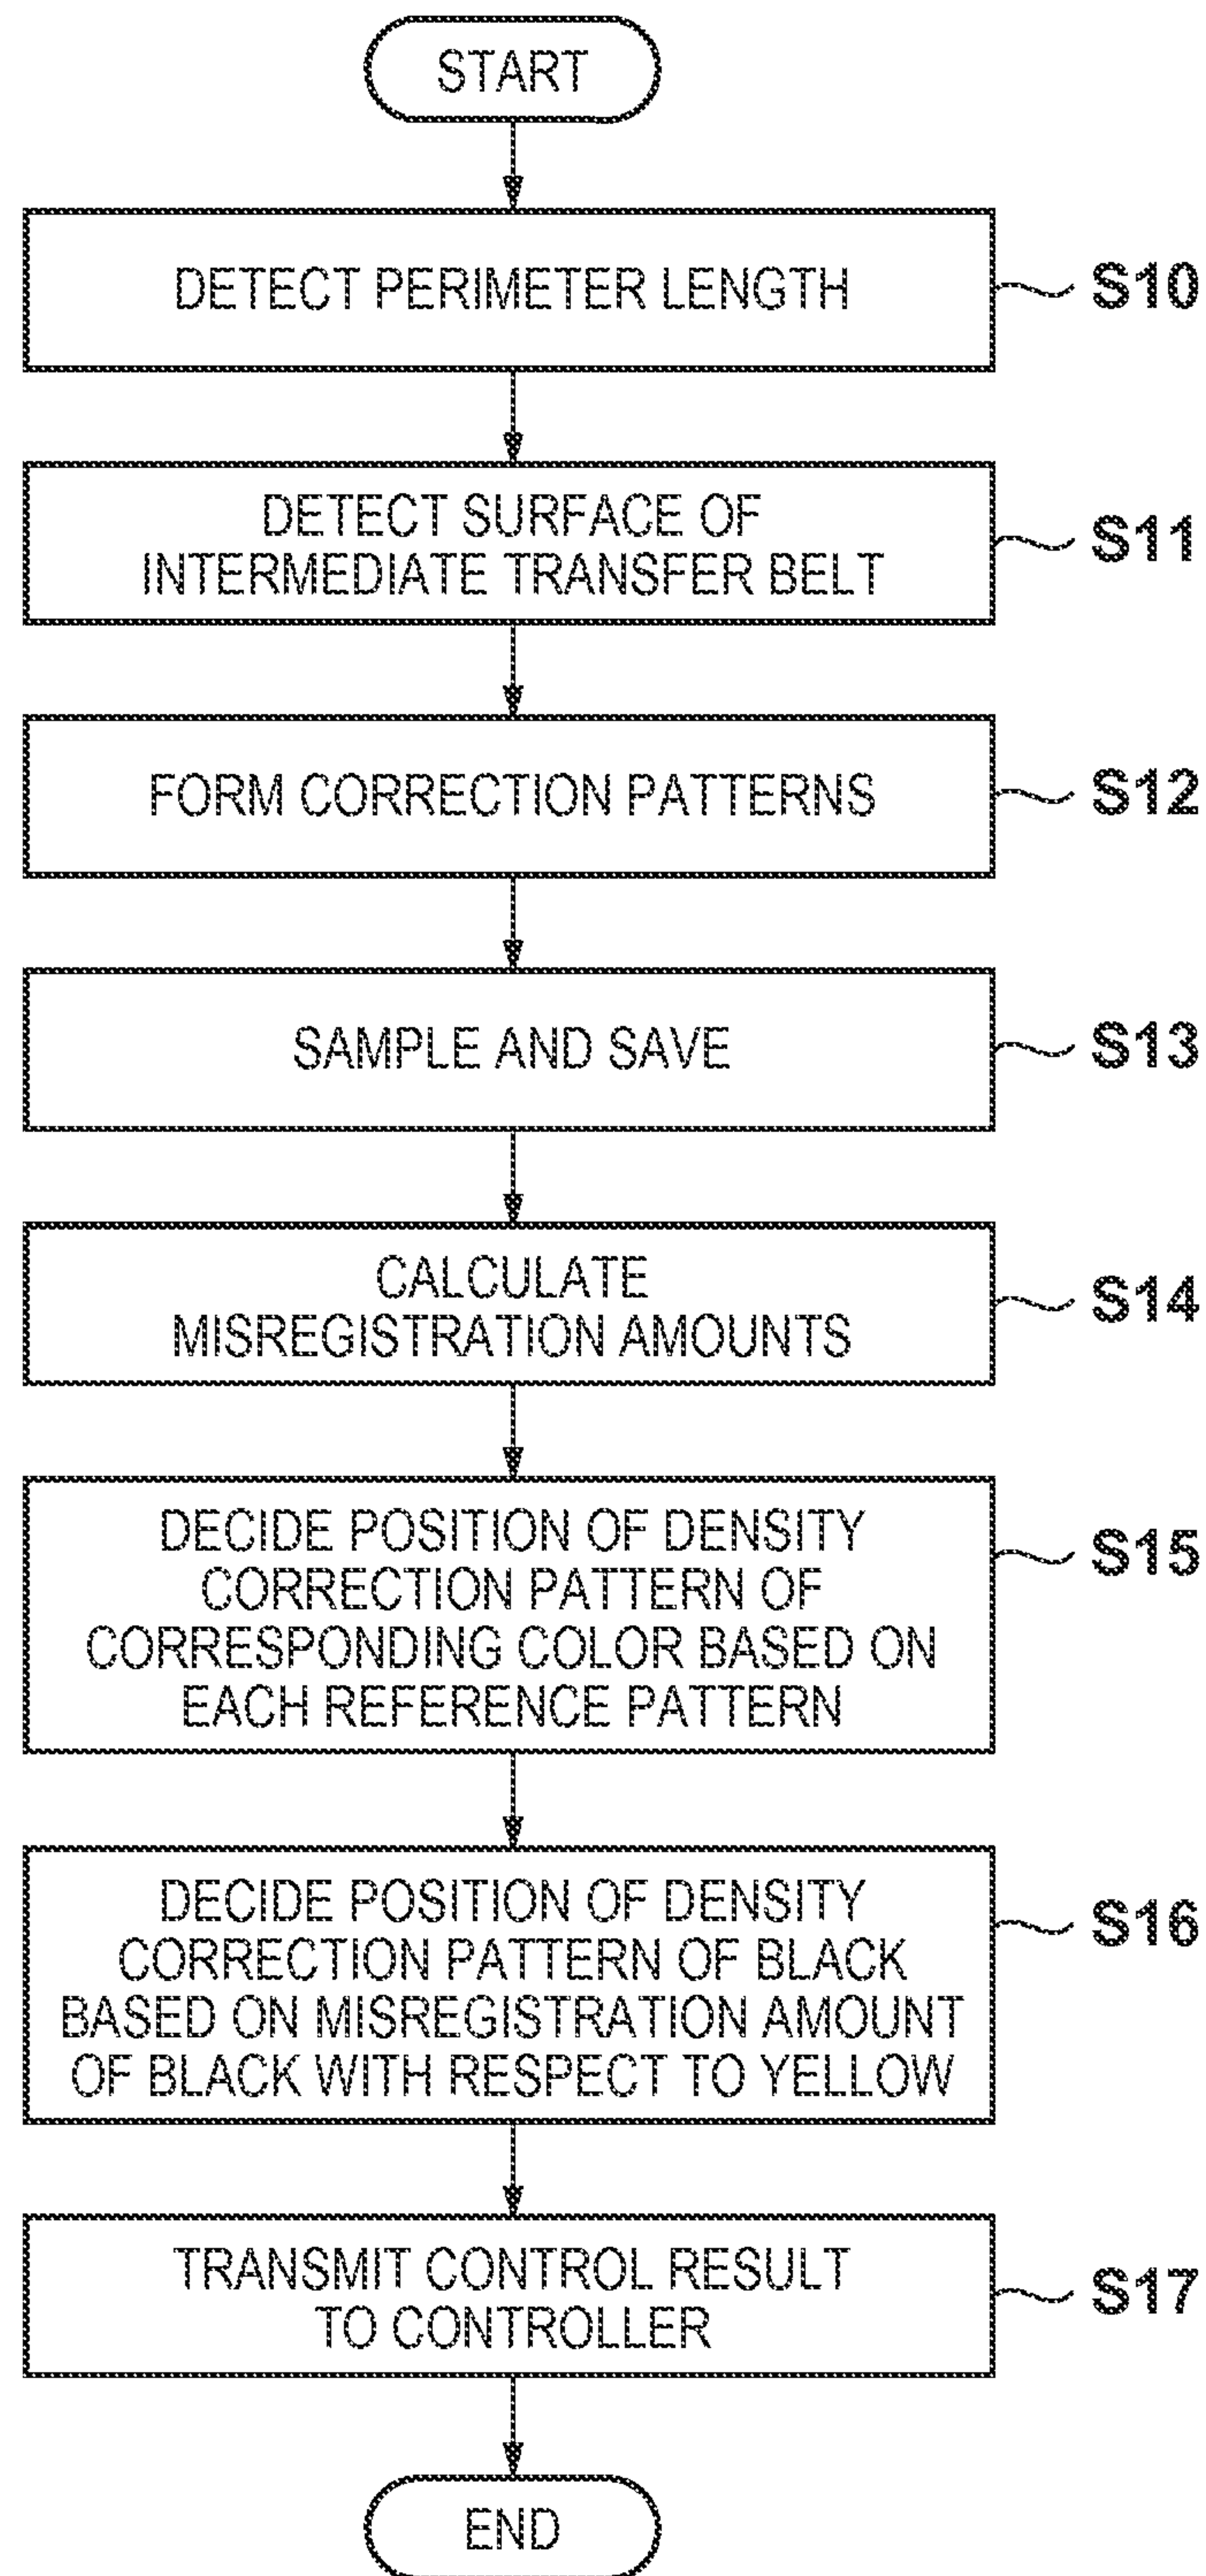 START
DETECT PERIMETER LENGTH
S10
DETECT SURFACE OF
INTERMEDIATE TRANSFER BELT
S11
FORM CORRECTION PATTERNS
S12
SAMPLE AND SAVE
S13
CALCULATE
MISREGISTRATION AMOUNTS
S14
DECIDE POSITION OF DENSITY
CORRECTION PATTERN OF
CORRESPONDING COLOR BASED ON
EACH REFERENCE PATTERN
S15
DECIDE POSITION OF DENSITY
CORRECTION PATTERN OF BLACK
BASED ON MISREGISTRATION AMOUNT
OF BLACK WITH RESPECT TO YELLOW
S16
TRANSMIT CONTROL RESULT
TO CONTROLLER
S17
END